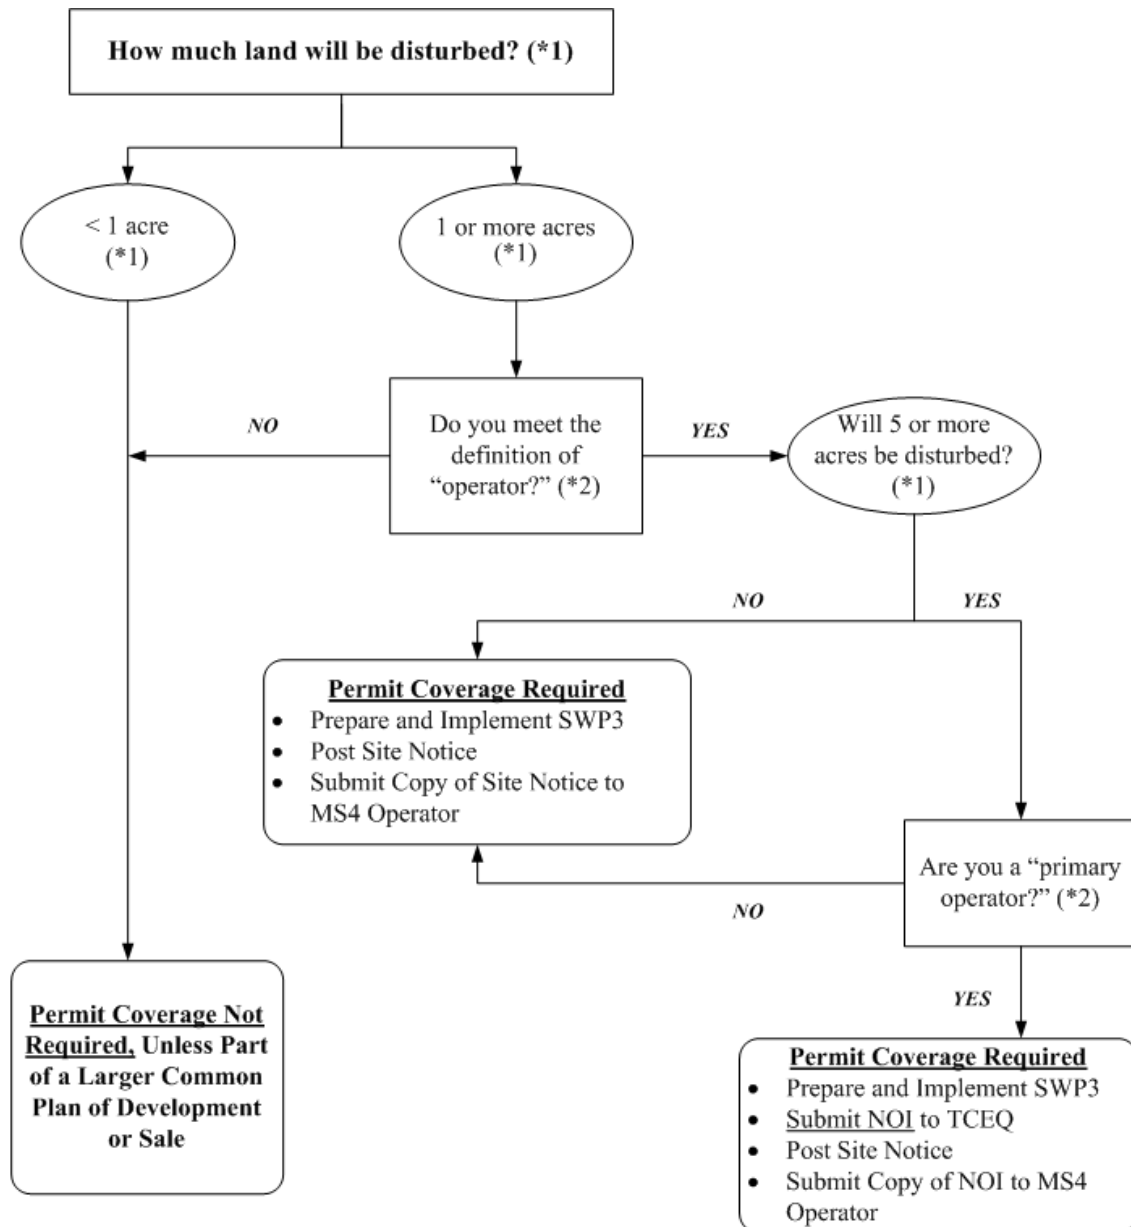 How much land will be disturbed? (*1)
< 1 acre
(*1)
1 or more acres
(*1)
Do you meet the
definition of
“operator?” (*2)
NO
YES
Will 5 or more
acres be disturbed?
(*1)
NO
YES
Permit Coverage Required
• Prepare and Implement SWP3
• Post Site Notice
• Submit Copy of Site Notice to
MS4 Operator
Are you a “primary
operator?” (*2)
NO
YES
Permit Coverage Not
Required, Unless Part
of a Larger Common
Plan of Development
or Sale
Permit Coverage Required
• Prepare and Implement SWP3
• Submit NOI to TCEQ
• Post Site Notice
• Submit Copy of NOI to MS4
Operator